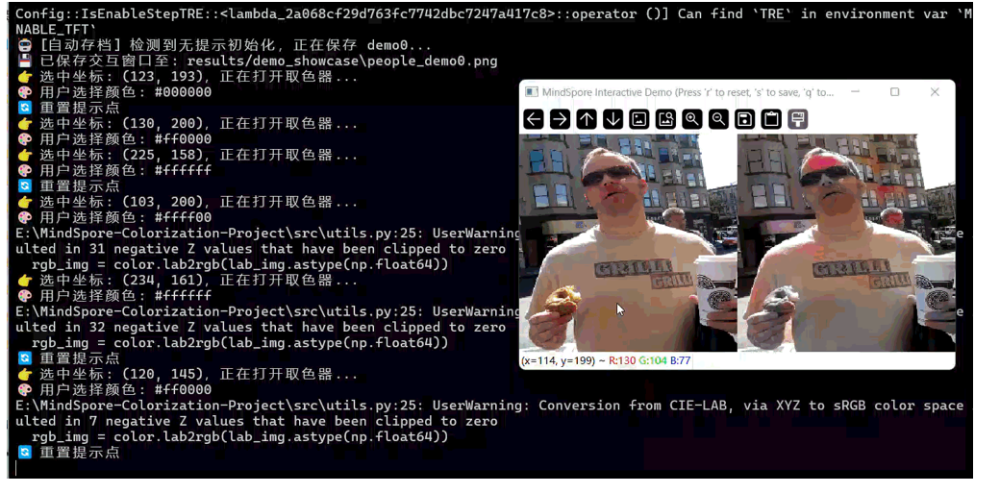 Config::IsEnableStepTRE::<lambda_2a068cf29d763fc7742dbc7247a417c8>::operator ()] Can find `TRE` in environment var `M
NABLE_TFT`
[自动存档] 检测到无提示初始化，正在保存 demo0...
已保存交互窗口至: results/demo_showcase\people_demo0.png
选中坐标: (123, 193), 正在打开取色器...
用户选择颜色: #000000
重置提示点
选中坐标: (130, 200), 正在打开取色器...
用户选择颜色: #ff0000
选中坐标: (225, 158), 正在打开取色器...
用户选择颜色: #ffffff
重置提示点
选中坐标: (103, 200), 正在打开取色器...
用户选择颜色: #ffff00
E:\MindSpore-Colorization-Project\src\utils.py:25: UserWarning
ulted in 31 negative Z values that have been clipped to zero
rgb_img = color.lab2rgb(lab_img.astype(np.float64))
选中坐标: (234, 161), 正在打开取色器...
用户选择颜色: #ffffff
E:\MindSpore-Colorization-Project\src\utils.py:25: UserWarning
ulted in 32 negative Z values that have been clipped to zero
rgb_img = color.lab2rgb(lab_img.astype(np.float64))
重置提示点
选中坐标: (120, 145), 正在打开取色器...
用户选择颜色: #ff0000
E:\MindSpore-Colorization-Project\src\utils.py:25: UserWarning: Conversion from CIE-LAB, via XYZ to sRGB color space
ulted in 7 negative Z values that have been clipped to zero
rgb_img = color.lab2rgb(lab_img.astype(np.float64))
重置提示点
MindSpore Interactive Demo (Press 'r' to reset, 's' to save, 'q' to...
GRILLI
GRILL
GRILLI
GRILL
(x=114, y=199) ~ R:130 G:104 B:77